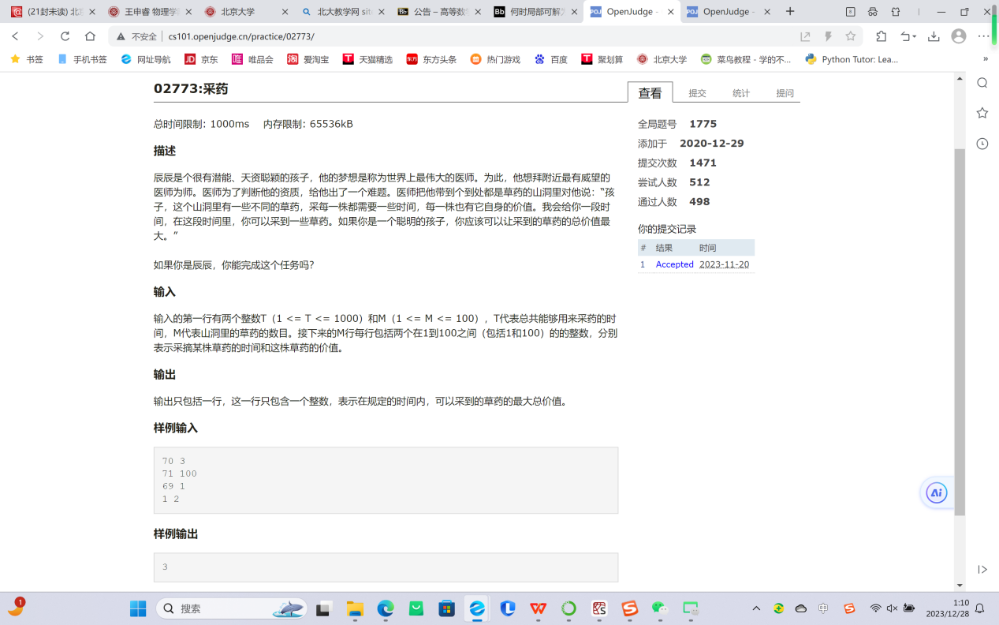 (21封未读) 北
王申睿 物理学
北京大学
北大教学网 sit
公告 – 高等数
何时局部可解
OpenJudge -
OpenJudge -
不安全
cs101.openjudge.cn/practice/02773/
书签
手机书签
网址导航
京东
唯品会
爱淘宝
天猫精选
东方头条
热门游戏
百度
聚划算
北京大学
菜鸟教程 - 学的不...
Python Tutor: Lea...
02773:采药
查看
提交
统计
提问
总时间限制: 1000ms 内存限制: 65536kB
描述
辰辰是个很有潜能、天资聪颖的孩子，他的梦想是称为世界上最伟大的医师。为此，他想拜附近最有威望的
医师为师。医师为了判断他的资质，给他出了一个难题。医师把他带到个到处都是草药的山洞里对他说：“孩
子，这个山洞里有一些不同的草药，采每一株都需要一些时间，每一株也有它自身的价值。我会给你一段时
间，在这段时间里，你可以采到一些草药。如果你是一个聪明的孩子，你应该可以让采到的草药的总价值最
大。”
如果你是辰辰，你能完成这个任务吗？
输入
输入的第一行有两个整数T（1 <= T <= 1000）和M（1 <= M <= 100），T代表总共能够用来采药的时
间，M代表山洞里的草药的数目。接下来的M行每行包括两个在1到100之间（包括1和100）的的整数，分别
表示采摘某株草药的时间和这株草药的价值。
输出
输出只包括一行，这一行只包含一个整数，表示在规定的时间内，可以采到的草药的最大总价值。
样例输入
70 3
71 100
69 1
1 2
样例输出
3
全局题号 1775
添加于 2020-12-29
提交次数 1471
尝试人数 512
通过人数 498
你的提交记录
# 结果 时间
1 Accepted 2023-11-20
Ai
1
搜索
中
1:10
2023/12/28